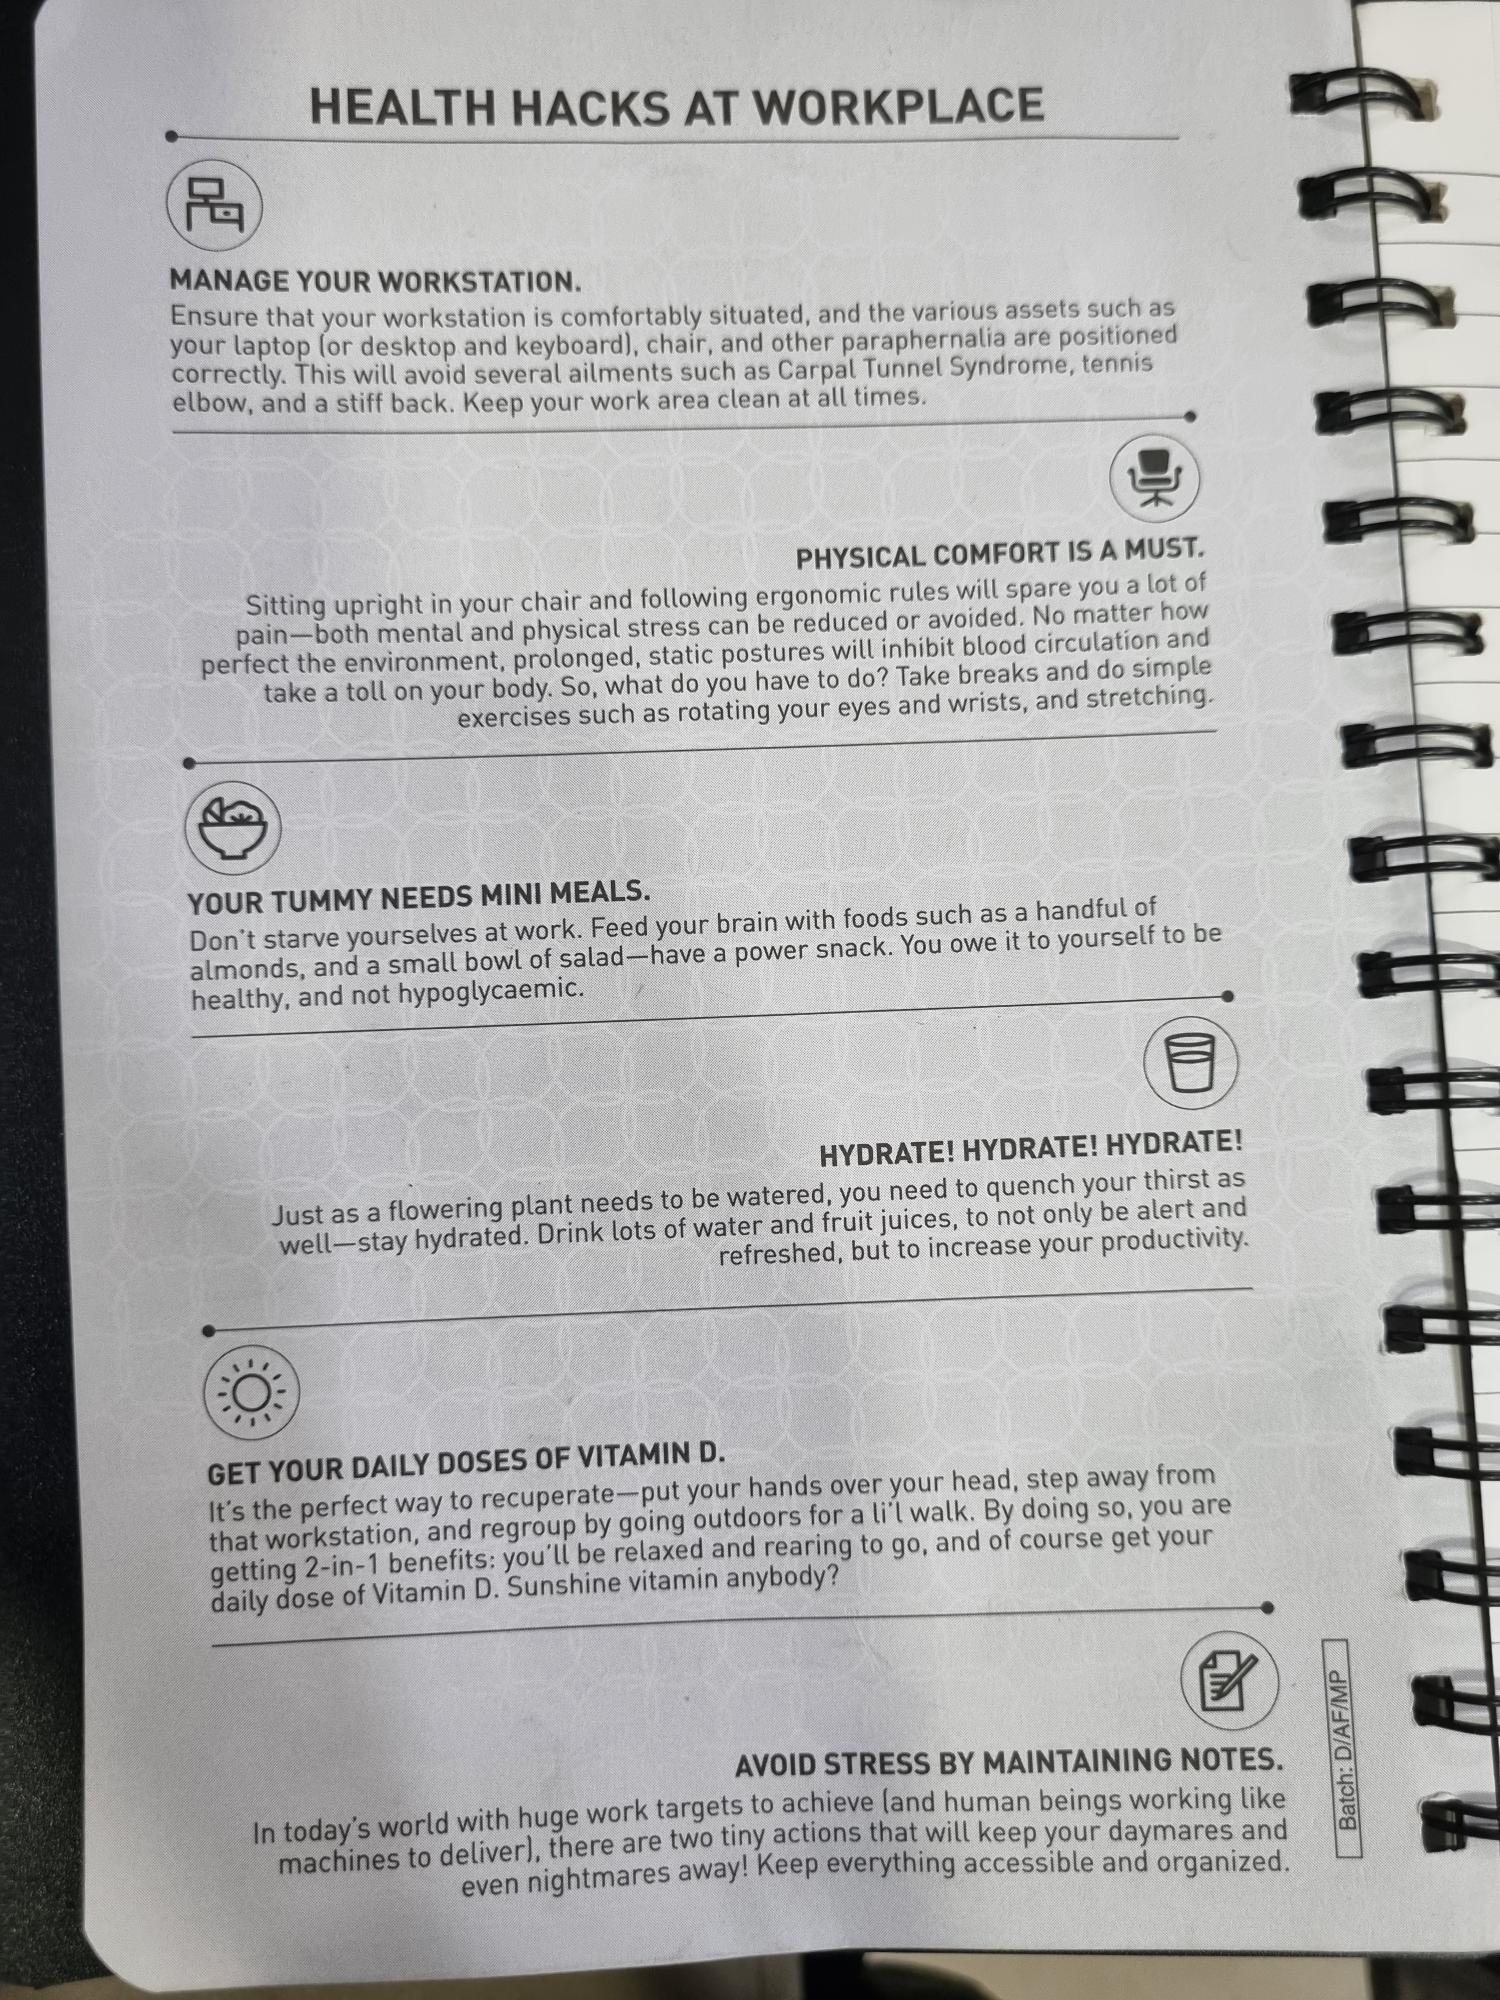 HEALTH HACKS AT WORKPLACE
MANAGE YOUR WORKSTATION.
Ensure that your workstation is comfortably situated, and the various assets such as
your laptop (or desktop and keyboard), chair, and other paraphernalia are positioned
correctly. This will avoid several ailments such as Carpal Tunnel Syndrome, tennis
elbow, and a stiff back. Keep your work area clean at all times.
PHYSICAL COMFORT IS A MUST.
Sitting upright in your chair and following ergonomic rules will spare you a lot of
pain—both mental and physical stress can be reduced or avoided. No matter how
perfect the environment, prolonged, static postures will inhibit blood circulation and
take a toll on your body. So, what do you have to do? Take breaks and do simple
exercises such as rotating your eyes and wrists, and stretching.
YOUR TUMMY NEEDS MINI MEALS.
Don't starve yourselves at work. Feed your brain with foods such as a handful of
almonds, and a small bowl of salad—have a power snack. You owe it to yourself to be
healthy, and not hypoglycaemic.
HYDRATE! HYDRATE! HYDRATE!
Just as a flowering plant needs to be watered, you need to quench your thirst as
well—stay hydrated. Drink lots of water and fruit juices, to not only be alert and
refreshed, but to increase your productivity.
GET YOUR DAILY DOSES OF VITAMIN D.
It's the perfect way to recuperate—put your hands over your head, step away from
that workstation, and regroup by going outdoors for a li'l walk. By doing so, you are
getting 2-in-1 benefits: you'll be relaxed and rearing to go, and of course get your
daily dose of Vitamin D. Sunshine vitamin anybody?
AVOID STRESS BY MAINTAINING NOTES.
In today's world with huge work targets to achieve (and human beings working like
machines to deliver), there are two tiny actions that will keep your daymares and
even nightmares away! Keep everything accessible and organized.
Batch: D/AF/MP